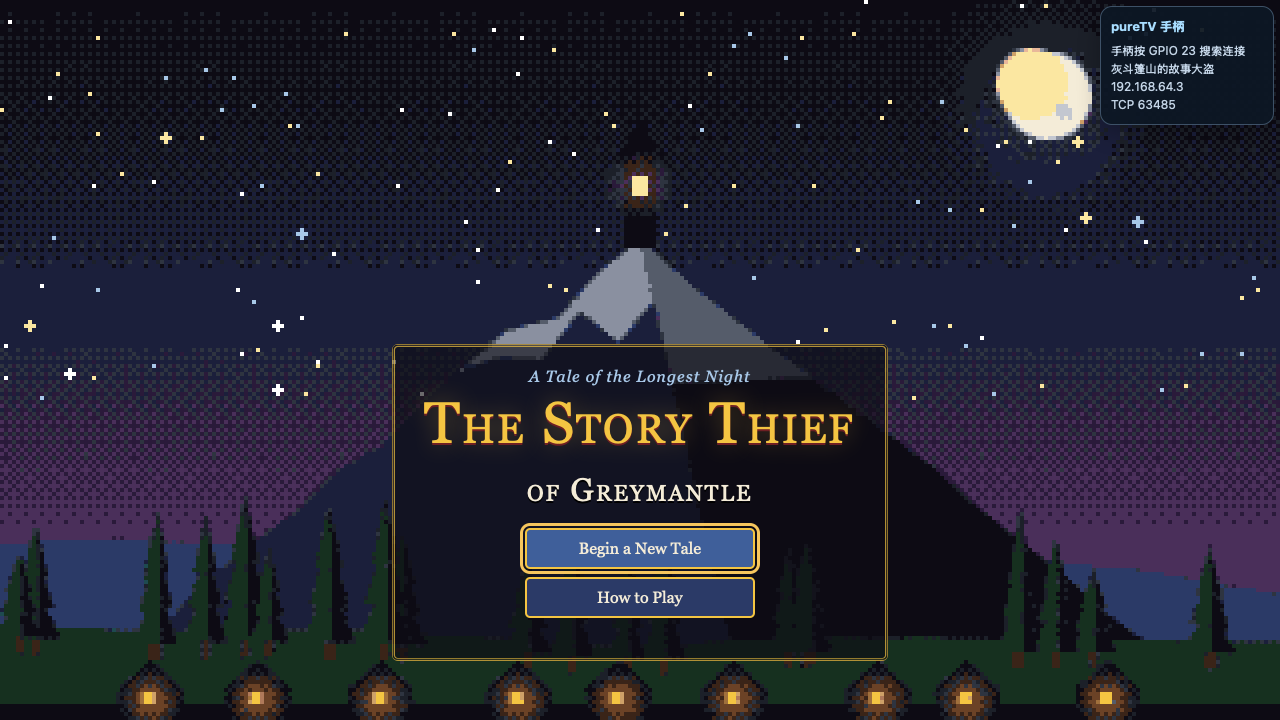 pureTV 手柄
手柄按 GPIO 23 搜索连接
灰斗篷山的故事大盗
192.168.64.3
TCP 63485
A Tale of the Longest Night
The Story Thief
of Greymantle
Begin a New Tale
How to Play